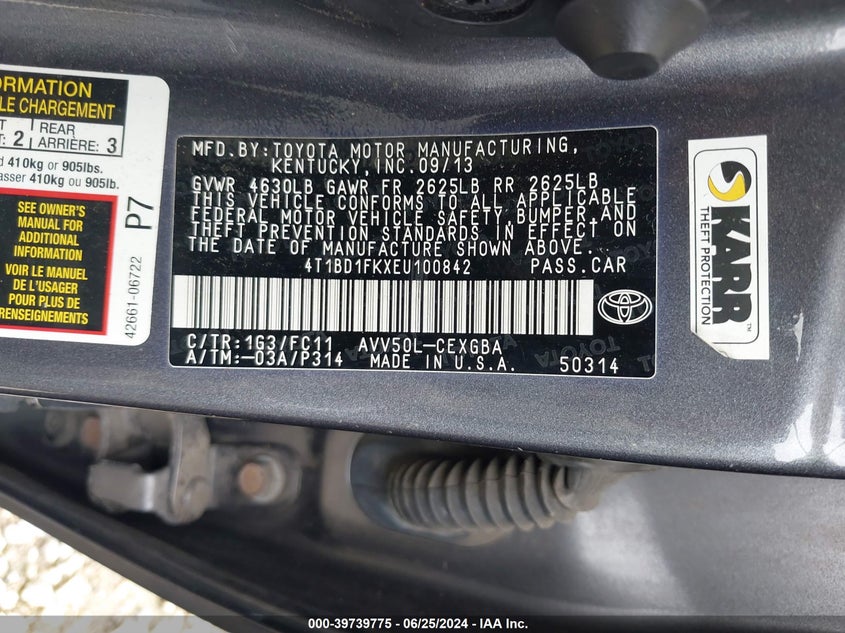 ORMATION
LE CHARGEMENT
T
: 2
REAR
ARRIÈRE: 3
d 410kg or 905lbs.
asser 410 kg ou 905lb.
SEE OWNER'S
MANUAL FOR
ADDITIONAL
INFORMATION
VOIR LE MANUEL
DE L'USAGER
POUR PLUS DE
RENSEIGNEMENTS
P7
42661-06722
MFD.BY:TOYOTA MOTOR MANUFACTURING,
KENTUCKY,INC.09/13
GVWR 4630LB GAWR FR 2625LB RR 2625LB
THIS VEHICLE CONFORMS TO ALL APPLICABLE
FEDERAL MOTOR VEHICLE SAFETY,BUMPER,AND
THEFT PREVENTION STANDARDS IN EFFECT ON
THE DATE OF MANUFACTURE SHOWN ABOVE.
4T1BD1FKXEU100842 PASS.CAR
C/TR:1G3/FC11 AVV50L-CEXGBA
A/TM:-03A/P314 MADE IN U.S.A. 50314
KARR
THEFT PROTECTION
000-39739775 / 06/25/2024 / IAA Inc.